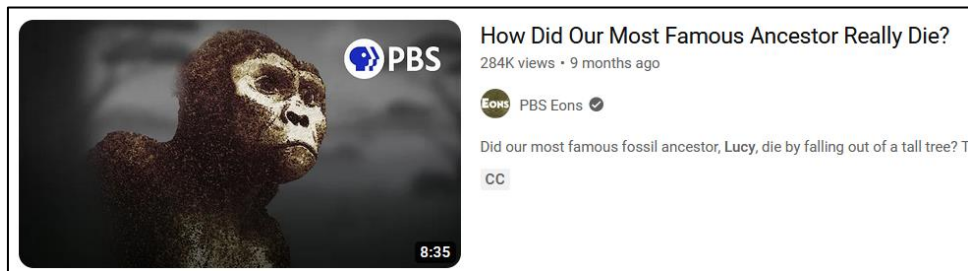 PBS
8:35
How Did Our Most Famous Ancestor Really Die?
284K views • 9 months ago
EONS PBS Eons
Did our most famous fossil ancestor, Lucy, die by falling out of a tall tree? T
CC